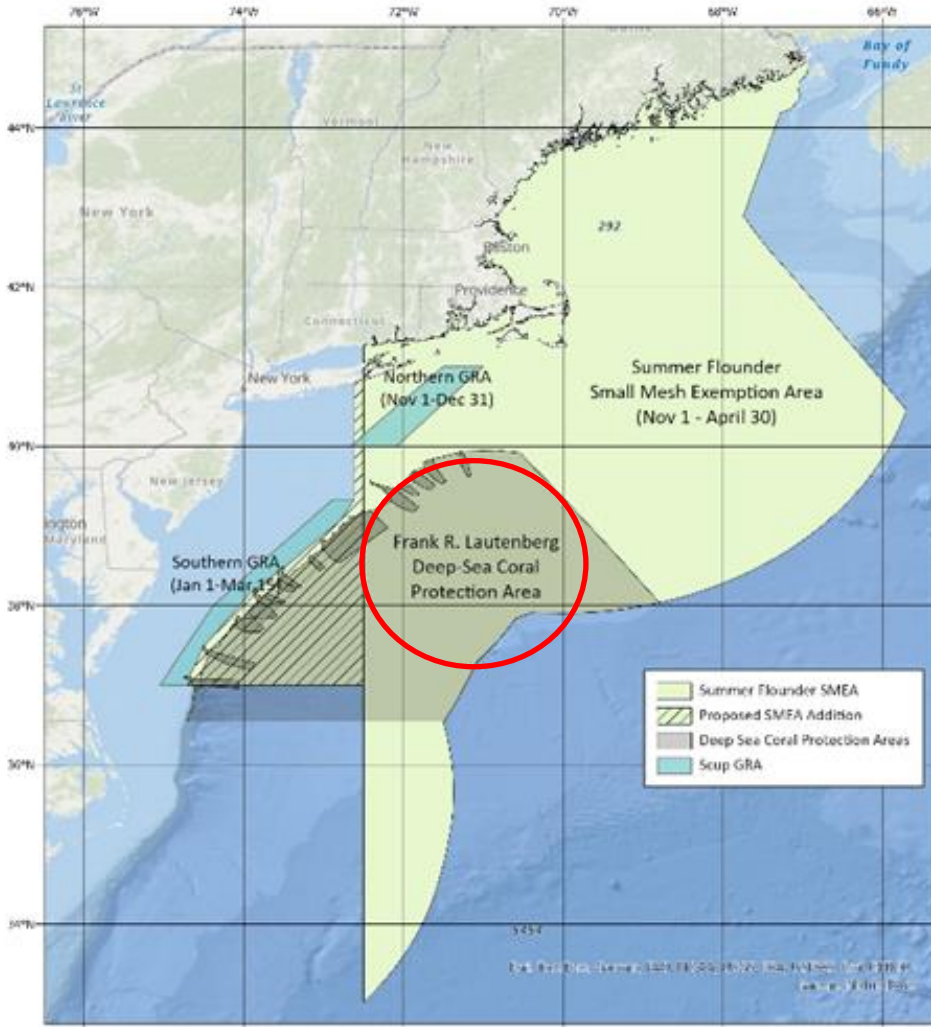 76°W 74°W 72°W 70°W 68°W 66°W
Bay of
Fundy
St
Lawrence
River
44°N
Vermont
New
Hampshire
New York
292
Boston
42°N
Providence
Connecticut
Summer Flounder
Small Mesh Exemption Area
(Nov 1 - April 30)
New York
Northern GRA
(Nov 1-Dec 31)
40°N
New Jersey
ington
Maryland
Frank R. Lautenberg
Deep-Sea Coral
Protection Area
Southern GRA
(Jan 1-Mar 15)
38°N
Summer Flounder SMEA
Proposed SMEA Addition
Deep Sea Coral Protection Areas
Scup GRA
36°N
34°N
5454